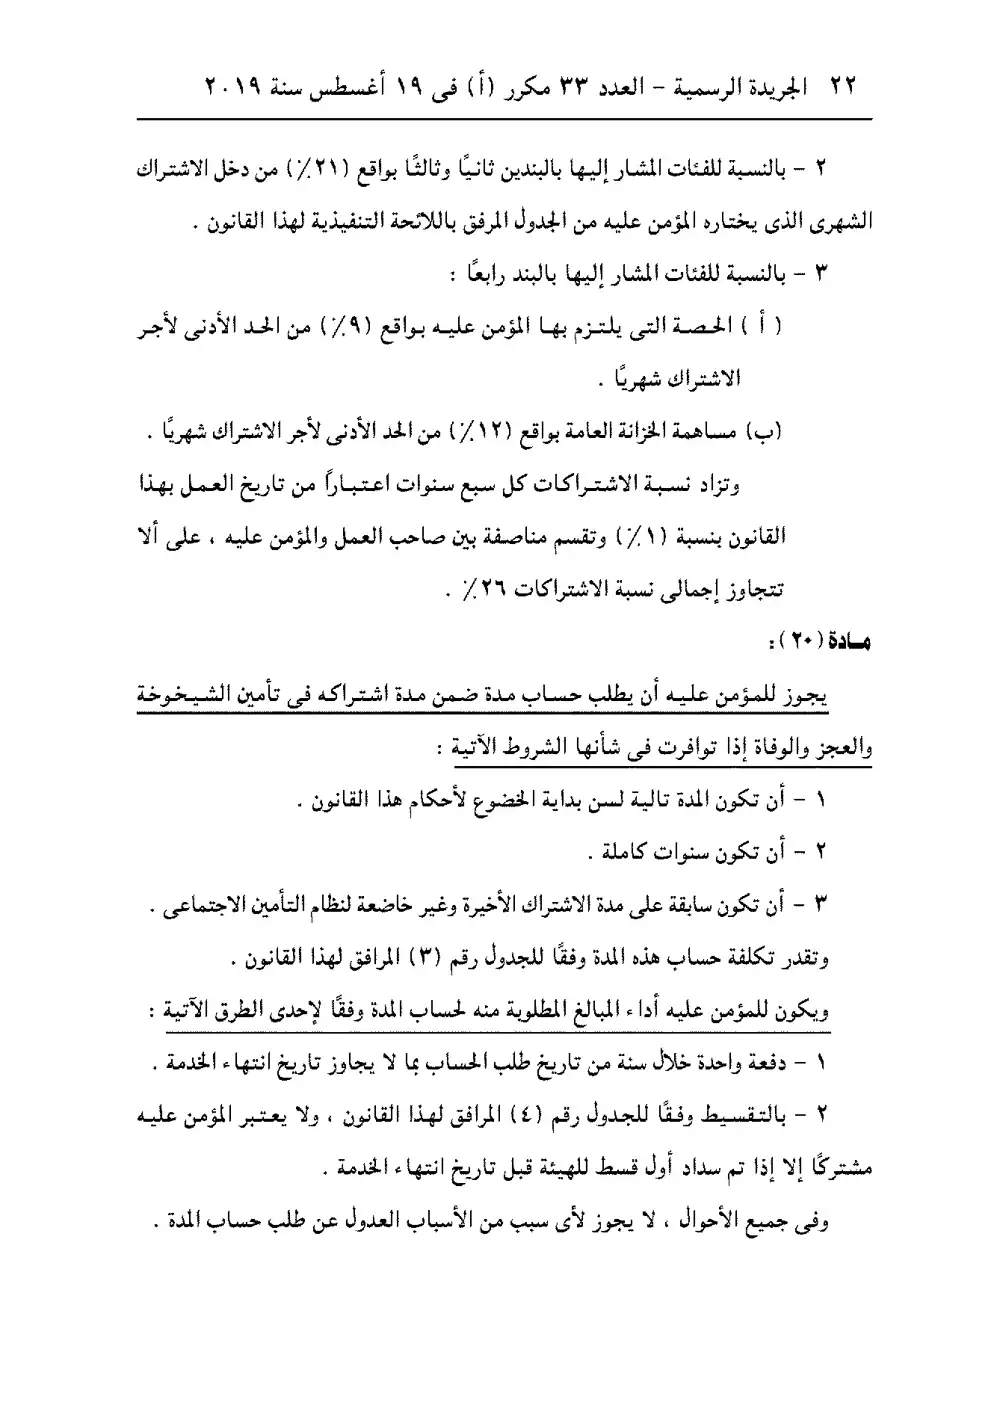 ٢٢ الجريدة الرسمية – العدد ٣٣ مكرر (أ) فى ١٩ أغسطس سنة ٢٠١٩
٢ – بالنسبة للفئات المشار إليها بالبندين ثانيًا وثالثًا بواقع (٢١٪) من دخل الاشتراك
الشهرى الذى يختاره المؤمن عليه من الجدول المرفق باللائحة التنفيذية لهذا القانون .
٣ – بالنسبة للفئات المشار إليها بالبند رابعًا :
( أ ) الحصة التى يلتزم بها المؤمن عليه بواقع (٩٪) من الحد الأدنى لأجر
الاشتراك شهريًا .
(ب) مساهمة الخزانة العامة بواقع (١٢٪) من الحد الأدنى لأجر الاشتراك شهريًا .
وتزاد نسبة الاشتراكات كل سبع سنوات اعتباراً من تاريخ العمل بهذا
القانون بنسبة (١٪) وتقسم مناصفة بين صاحب العمل والمؤمن عليه ، على ألا
تتجاوز إجمالى نسبة الاشتراكات ٢٦٪ .
مادة (٢٠) :
يجوز للمؤمن عليه أن يطلب حساب مدة ضمن مدة اشتراكه فى تأمين الشيخوخة
والعجز والوفاة إذا توافرت فى شأنها الشروط الآتية :
١ – أن تكون المدة تالية لسن بداية الخضوع لأحكام هذا القانون .
٢ – أن تكون سنوات كاملة .
٣ – أن تكون سابقة على مدة الاشتراك الأخيرة وغير خاضعة لنظام التأمين الاجتماعى .
وتقدر تكلفة حساب هذه المدة وفقًا للجدول رقم (٣) المرافق لهذا القانون .
ويكون للمؤمن عليه أداء المبالغ المطلوبة منه لحساب المدة وفقًا لإحدى الطرق الآتية :
١ – دفعة واحدة خلال سنة من تاريخ طلب الحساب بما لا يجاوز تاريخ انتهاء الخدمة .
٢ – بالتقسيط وفقًا للجدول رقم (٤) المرافق لهذا القانون ، ولا يعتبر المؤمن عليه
مشتركًا إلا إذا تم سداد أول قسط للهيئة قبل تاريخ انتهاء الخدمة .
وفى جميع الأحوال ، لا يجوز لأى سبب من الأسباب العدول عن طلب حساب المدة .